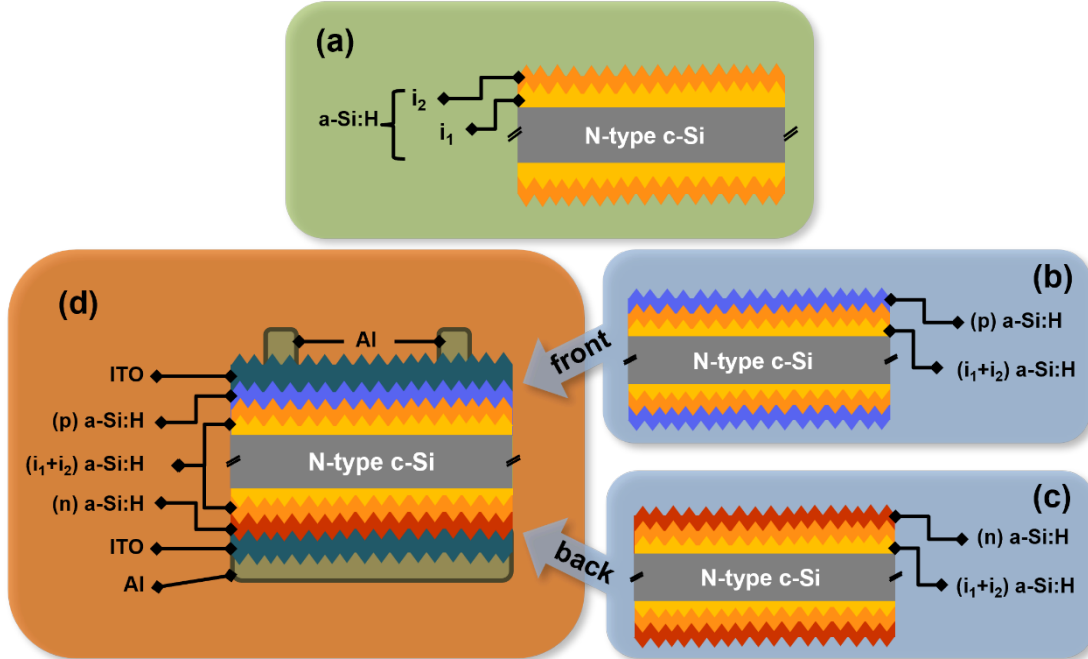 (a)
a-Si:H
i₂
i₁
N-type c-Si
(b)
(p) a-Si:H
(i₁+i₂) a-Si:H
N-type c-Si
front
(c)
(n) a-Si:H
(i₁+i₂) a-Si:H
N-type c-Si
back
(d)
Al
ITO
(p) a-Si:H
(i₁+i₂) a-Si:H
N-type c-Si
(n) a-Si:H
ITO
Al